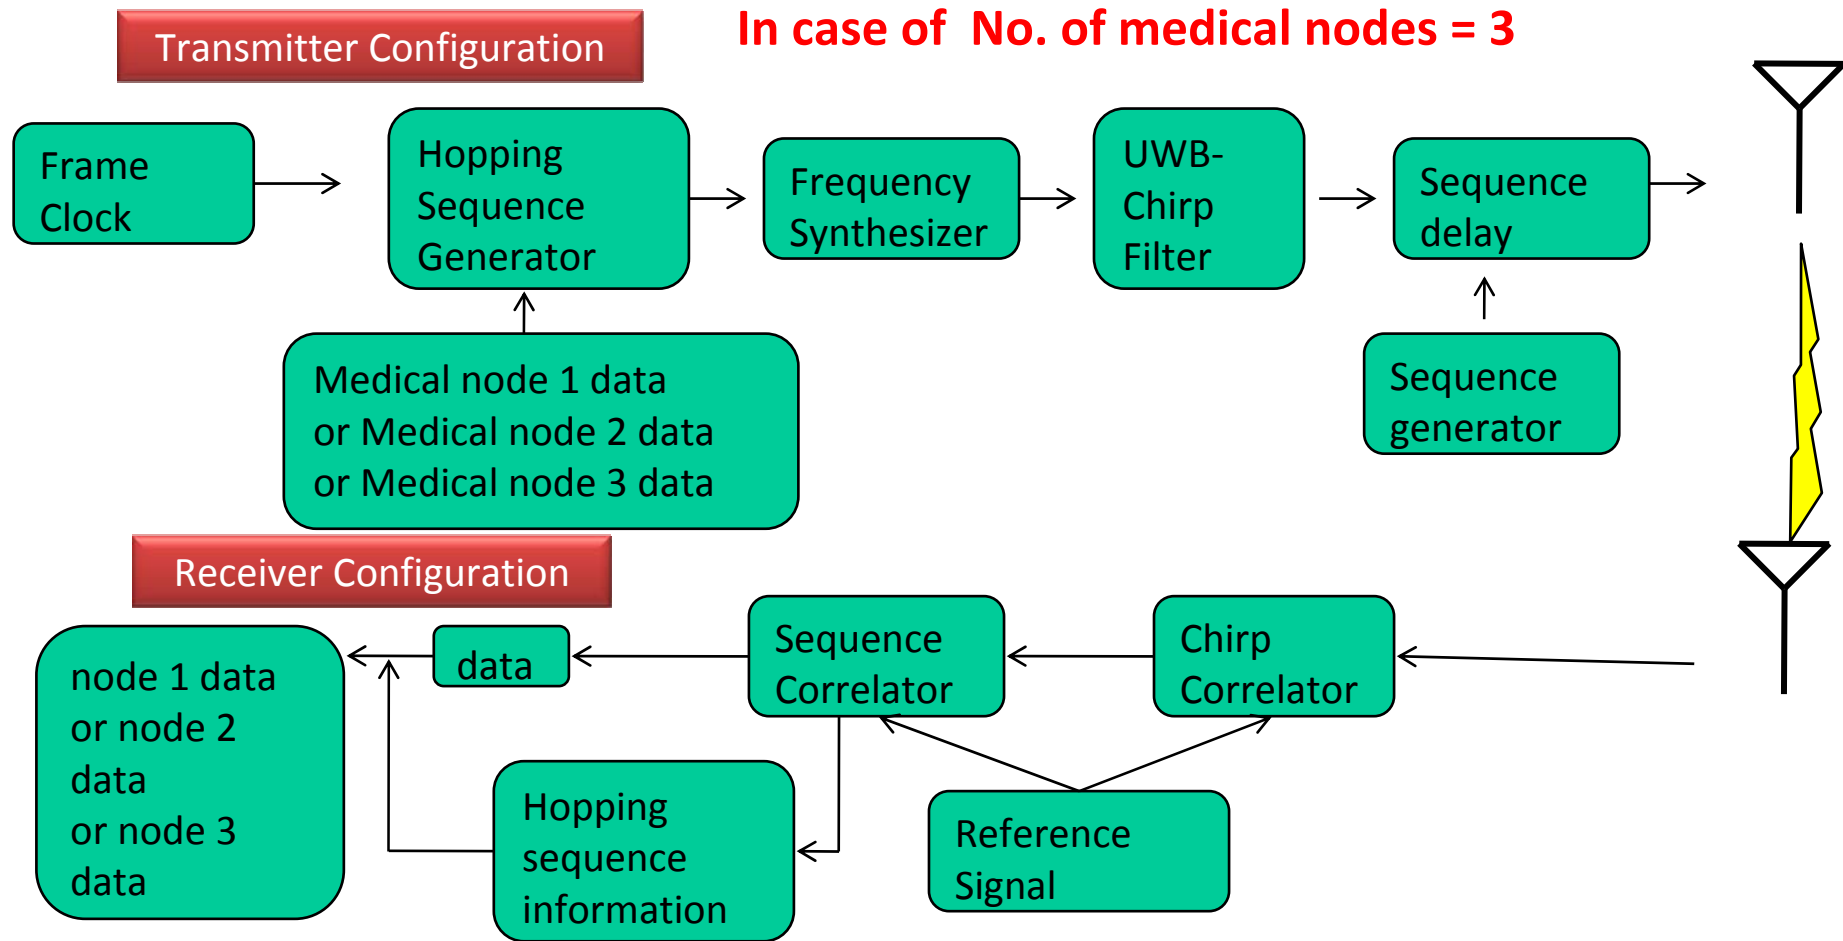 In case of No. of medical nodes = 3
Transmitter Configuration
Frame
Clock
Hopping
Sequence
Generator
Frequency
Synthesizer
UWB-
Chirp
Filter
Sequence
delay
Medical node 1 data
or Medical node 2 data
or Medical node 3 data
Sequence
generator
Receiver Configuration
node 1 data
or node 2
data
or node 3
data
data
Sequence
Correlator
Chirp
Correlator
Hopping
sequence
information
Reference
Signal